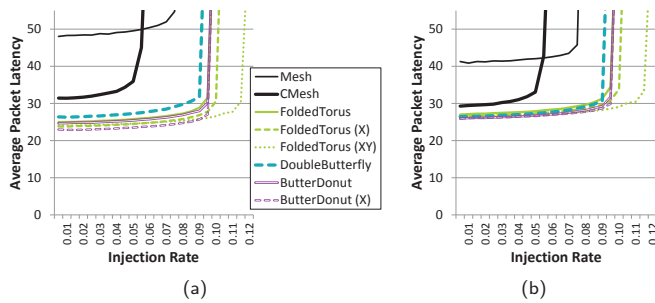 Average Packet Latency
50
40
30
20
10
0
0.01
0.02
0.03
0.04
0.05
0.06
0.07
0.08
0.09
0.10
0.11
0.12
Injection Rate
(a)
Mesh
CMesh
FoldedTorus
FoldedTorus (X)
FoldedTorus (XY)
DoubleButterfly
ButterDonut
ButterDonut (X)
Average Packet Latency
50
40
30
20
10
0
0.01
0.02
0.03
0.04
0.05
0.06
0.07
0.08
0.09
0.10
0.11
0.12
Injection Rate
(b)